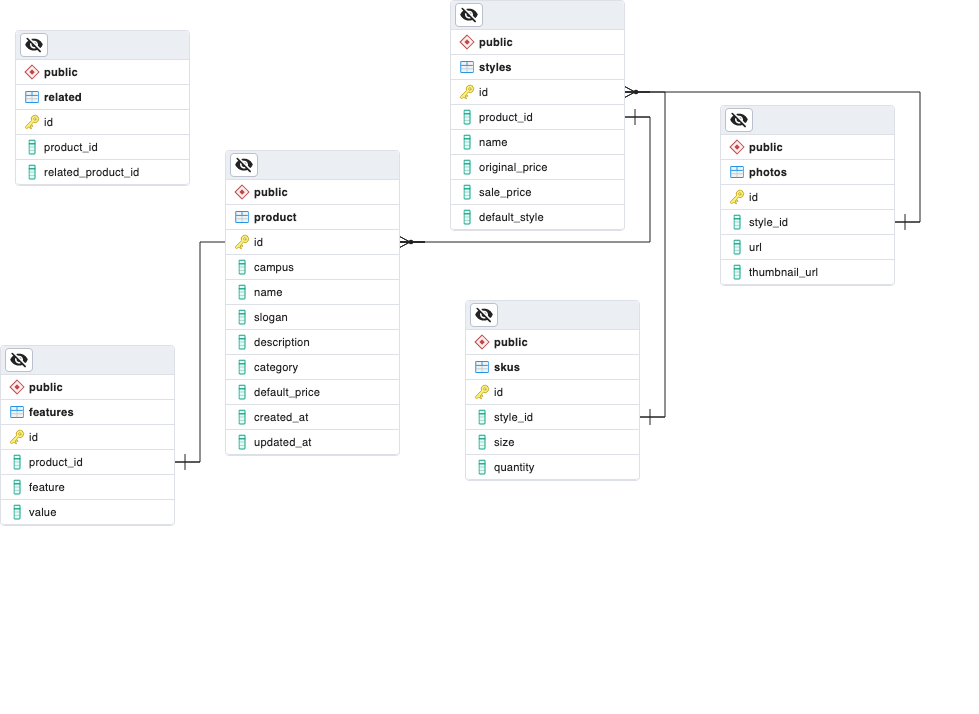 public
related
id
product_id
related_product_id
public
product
id
campus
name
slogan
description
category
default_price
created_at
updated_at
public
features
id
product_id
feature
value
public
styles
id
product_id
name
original_price
sale_price
default_style
public
skus
id
style_id
size
quantity
public
photos
id
style_id
url
thumbnail_url